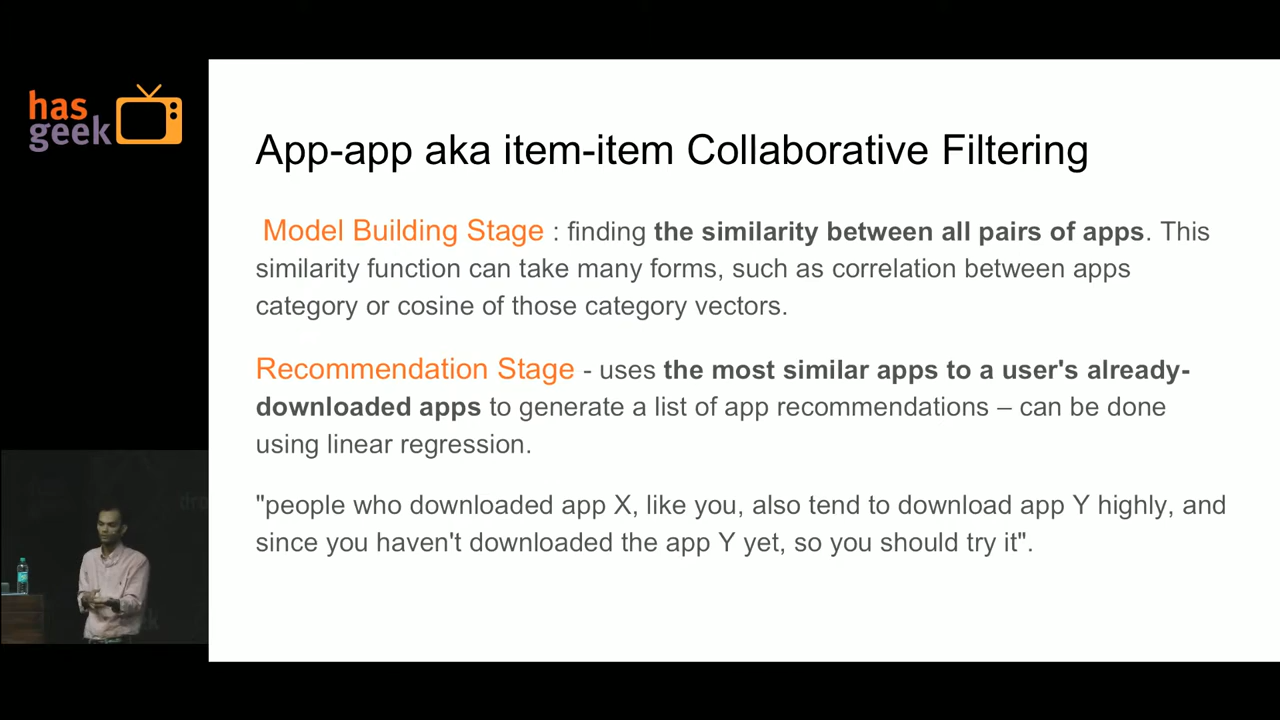 has
geek
App-app aka item-item Collaborative Filtering
Model Building Stage : finding the similarity between all pairs of apps. This
similarity function can take many forms, such as correlation between apps
category or cosine of those category vectors.
Recommendation Stage - uses the most similar apps to a user's already-
downloaded apps to generate a list of app recommendations – can be done
using linear regression.
"people who downloaded app X, like you, also tend to download app Y highly, and
since you haven't downloaded the app Y yet, so you should try it".